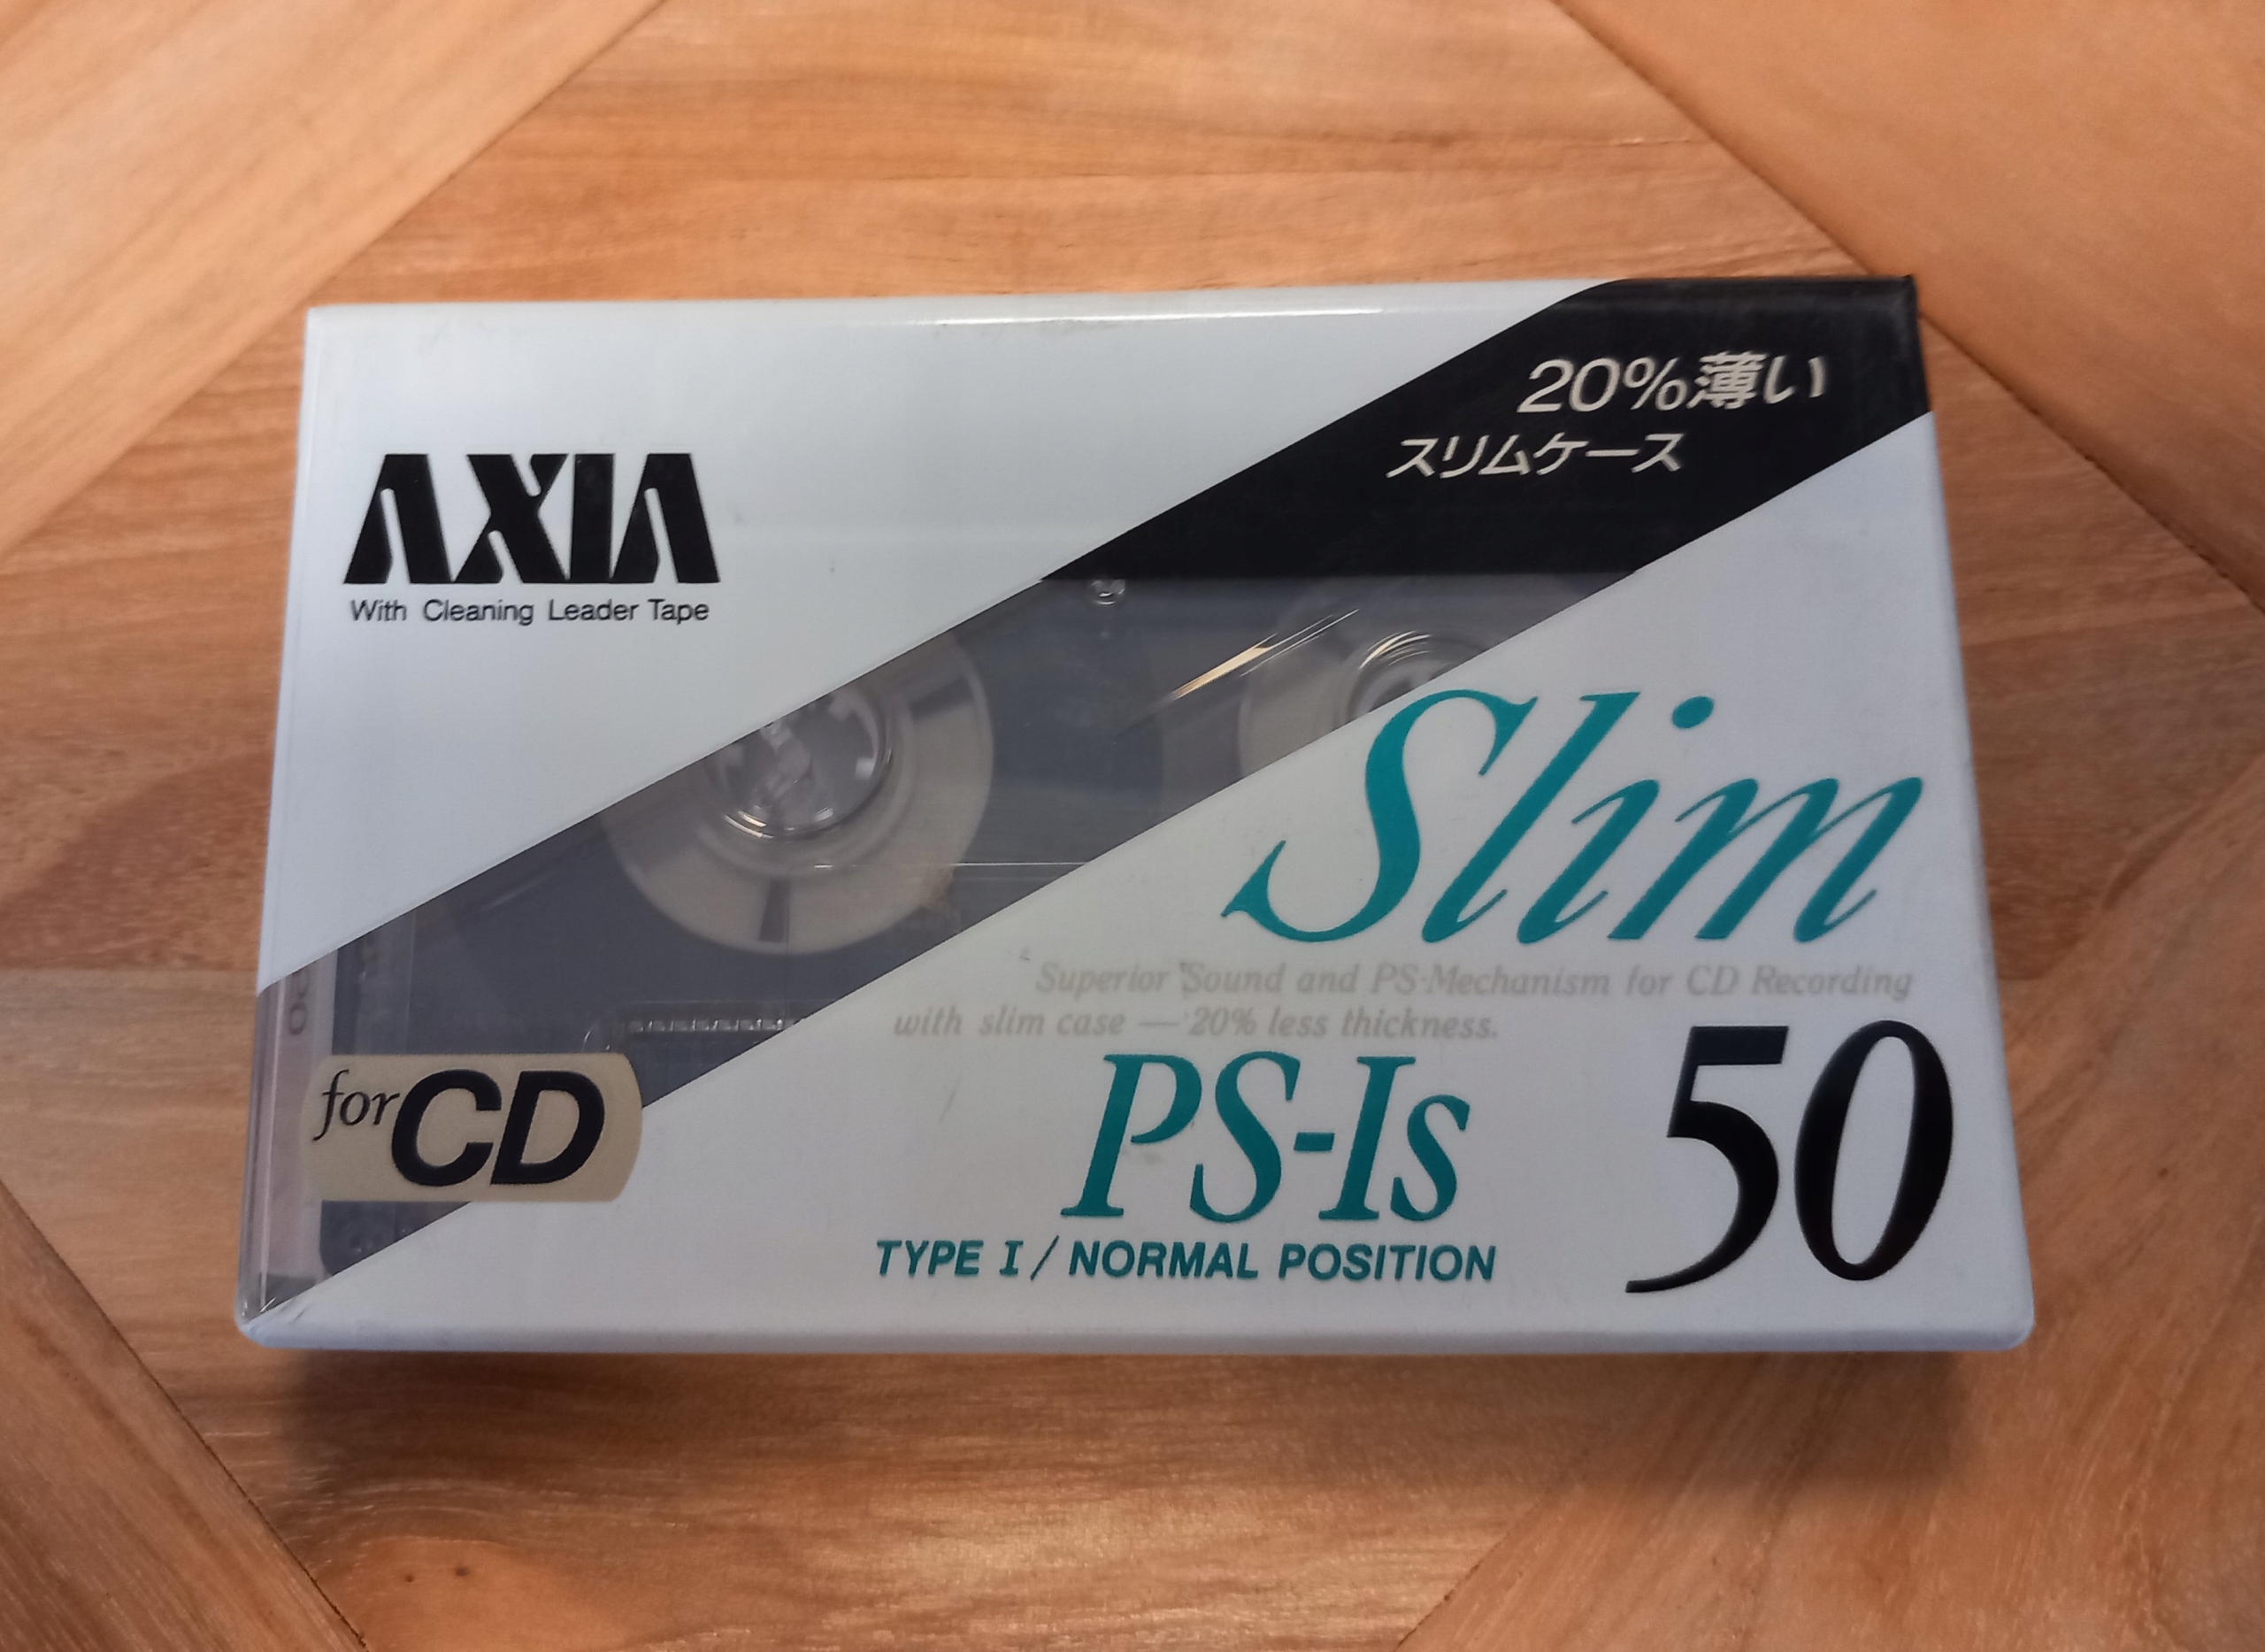 20%薄い
スリムケース
AXIA
With Cleaning Leader Tape
Slim
Superior Sound and PS-Mechanism for CD Recording
with slim case — 20% less thickness.
for CD
PS-Is
50
TYPE I / NORMAL POSITION